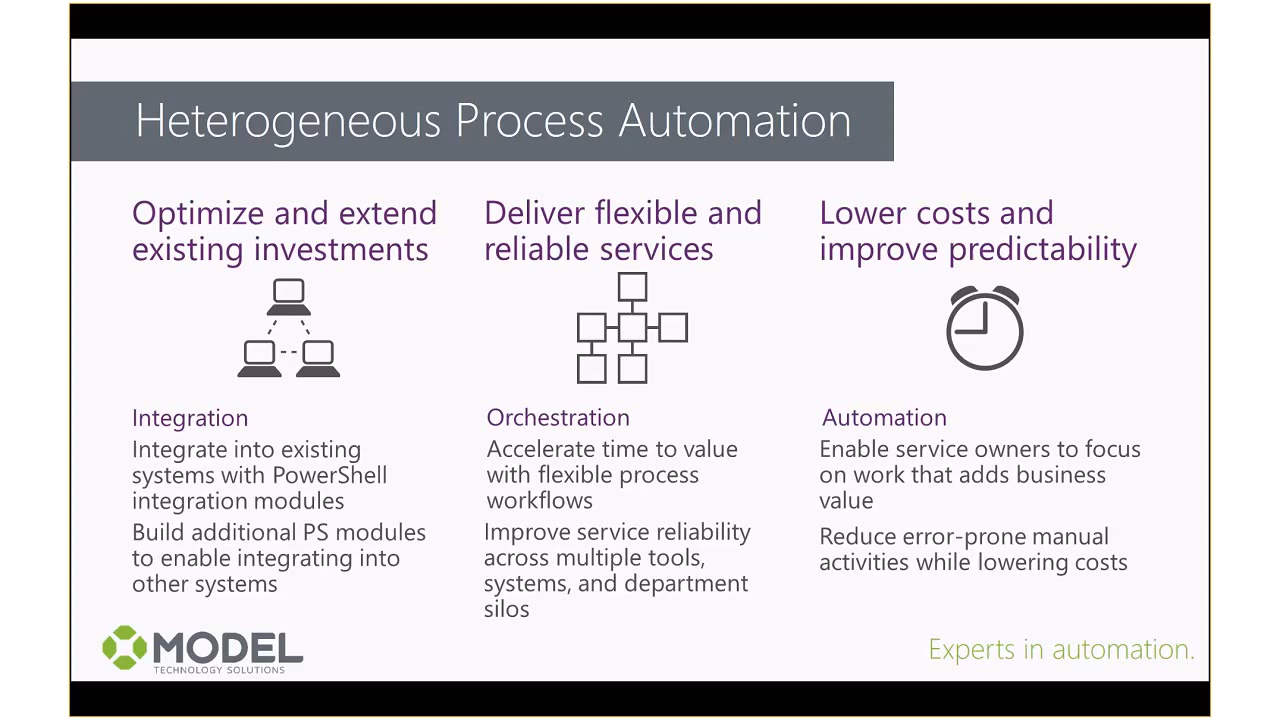 Heterogeneous Process Automation
Optimize and extend
existing investments
Integration
Integrate into existing
systems with PowerShell
integration modules
Build additional PS modules
to enable integrating into
other systems
Deliver flexible and
reliable services
Orchestration
Accelerate time to value
with flexible process
workflows
Improve service reliability
across multiple tools,
systems, and department
silos
Lower costs and
improve predictability
Automation
Enable service owners to focus
on work that adds business
value
Reduce error-prone manual
activities while lowering costs
MODEL
TECHNOLOGY SOLUTIONS
Experts in automation.